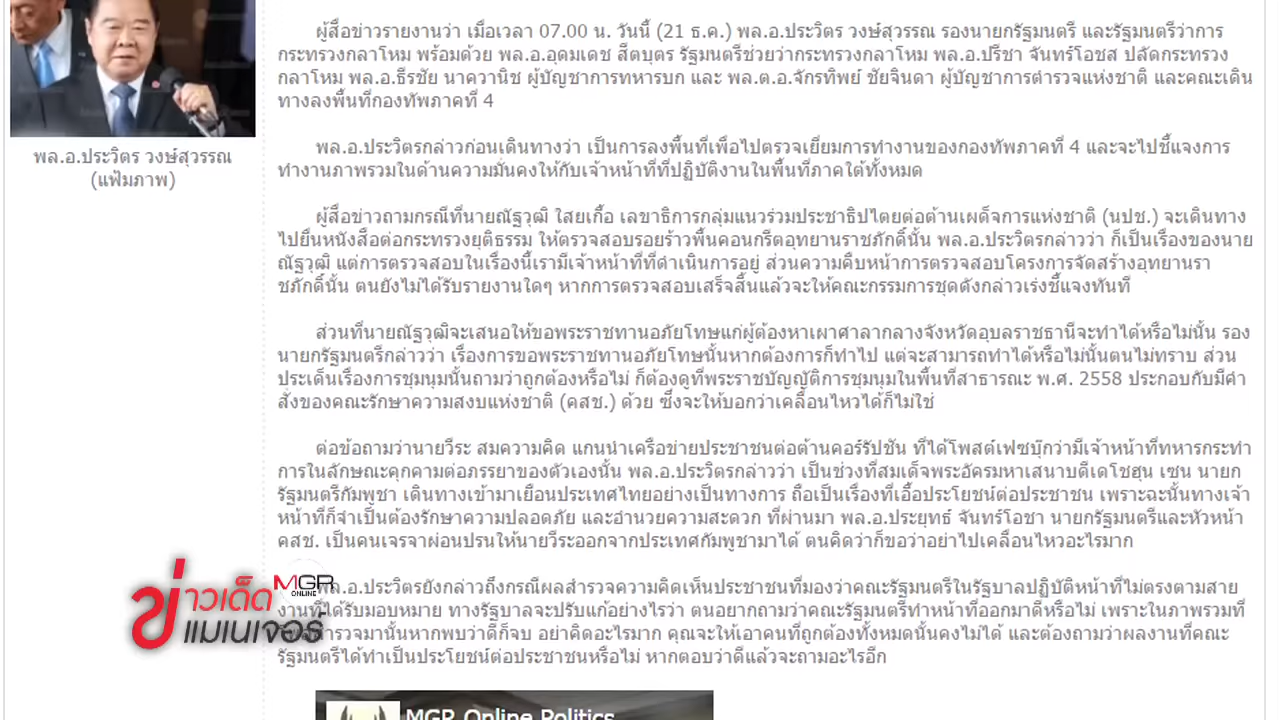 ผู้สื่อข่าวรายงานว่า เมื่อเวลา 07.00 น. วันนี้ (21 ธ.ค.) พล.อ.ประวิตร วงษ์สุวรรณ รองนายกรัฐมนตรี และรัฐมนตรีว่าการ
กระทรวงกลาโหม พร้อมด้วย พล.อ.อุดมเดช สีตบุตร รัฐมนตรีช่วยว่ากระทรวงกลาโหม พล.อ.ปรีชา จันทร์โอชส ปลัดกระทรวง
กลาโหม พล.อ.ธีรชัย นาควานิช ผู้บัญชาการทหารบก และ พล.ต.อ.จักรทิพย์ ชัยจินดา ผู้บัญชาการตำรวจแห่งชาติ และคณะเดิน
ทางลงพื้นที่กองทัพภาคที่ 4
พล.อ.ประวิตร วงษ์สุวรรณ
(แฟ้มภาพ)
พล.อ.ประวิตรกล่าวก่อนเดินทางว่า เป็นการลงพื้นที่เพื่อไปตรวจเยี่ยมการทำงานของกองทัพภาคที่ 4 และจะไปชี้แจงการ
ทำงานภาพรวมในด้านความมั่นคงให้กับเจ้าหน้าที่ที่ปฏิบัติงานในพื้นที่ภาคใต้ทั้งหมด
ผู้สื่อข่าวถามกรณีที่นายณัฐวุฒิ ใสยเกื้อ เลขาธิการกลุ่มแนวร่วมประชาธิปไตยต่อต้านเผด็จการแห่งชาติ (นปช.) จะเดินทาง
ไปยื่นหนังสือต่อกระทรวงยุติธรรม ให้ตรวจสอบรอยร้าวพื้นคอนกรีตอุทยานราชภักดิ์นั้น พล.อ.ประวิตรกล่าวว่า ก็เป็นเรื่องของนาย
ณัฐวุฒิ แต่การตรวจสอบในเรื่องนี้เรามีเจ้าหน้าที่ที่ดำเนินการอยู่ ส่วนความคืบหน้าการตรวจสอบโครงการจัดสร้างอุทยานรา
ชภักดิ์นั้น ตนยังไม่ได้รับรายงานใดๆ หากการตรวจสอบเสร็จสิ้นแล้วจะให้คณะกรรมการชุดดังกล่าวเร่งชี้แจงทันที
ส่วนที่นายณัฐวุฒิจะเสนอให้ขอพระราชทานอภัยโทษแก่ผู้ต้องหาเผาศาลากลางจังหวัดอุบลราชธานีจะทำได้หรือไม่นั้น รอง
นายกรัฐมนตรีกล่าวว่า เรื่องการขอพระราชทานอภัยโทษนั้นหากต้องการก็ทำไป แต่จะสามารถทำได้หรือไม่นั้นตนไม่ทราบ ส่วน
ประเด็นเรื่องการชุมนุมนั้นถามว่าถูกต้องหรือไม่ ก็ต้องดูที่พระราชบัญญัติการชุมนุมในพื้นที่สาธารณะ พ.ศ. 2558 ประกอบกับมีคำ
สั่งของคณะรักษาความสงบแห่งชาติ (คสช.) ด้วย ซึ่งจะให้บอกว่าเคลื่อนไหวได้ก็ไม่ใช่
ต่อข้อถามว่านายวีระ สมความคิด แกนนำเครือข่ายประชาชนต่อต้านคอร์รัปชัน ที่ได้โพสต์เฟซบุ๊กว่ามีเจ้าหน้าที่ทหารกระทำ
การในลักษณะคุกคามต่อภรรยาของตัวเองนั้น พล.อ.ประวิตรกล่าวว่า เป็นช่วงที่สมเด็จพระอัครมหาเสนาบดีเดโชฮุน เซน นายก
รัฐมนตรีกัมพูชา เดินทางเข้ามาเยือนประเทศไทยอย่างเป็นทางการ ถือเป็นเรื่องที่เอื้อประโยชน์ต่อประชาชน เพราะฉะนั้นทางเจ้า
หน้าที่ก็จำเป็นต้องรักษาความปลอดภัย และอำนวยความสะดวก ที่ผ่านมา พล.อ.ประยุทธ์ จันทร์โอชา นายกรัฐมนตรีและหัวหน้า
คสช. เป็นคนเจรจาผ่อนปรนให้นายวีระออกจากประเทศกัมพูชามาได้ ตนคิดว่าก็ขอว่าอย่าไปเคลื่อนไหวอะไรมาก
พล.อ.ประวิตรยังกล่าวถึงกรณีผลสำรวจความคิดเห็นประชาชนที่มองว่าคณะรัฐมนตรีในรัฐบาลปฏิบัติหน้าที่ไม่ตรงตามสาย
งานที่ได้รับมอบหมาย ทางรัฐบาลจะปรับแก้อย่างไรว่า ตนอยากถามว่าคณะรัฐมนตรีทำหน้าที่ออกมาดีหรือไม่ เพราะในภาพรวมที่
สำรวจมานั้นหากพบว่าดีก็จบ อย่าคิดอะไรมาก คุณจะให้เอาคนที่ถูกต้องทั้งหมดนั้นคงไม่ได้ และต้องถามว่าผลงานที่คณะ
รัฐมนตรีได้ทำเป็นประโยชน์ต่อประชาชนหรือไม่ หากตอบว่าดีแล้วจะถามอะไรอีก
ข่าวเด็ด
แมเนเจอร์
MGR
ONLINE
MGR Online Politics